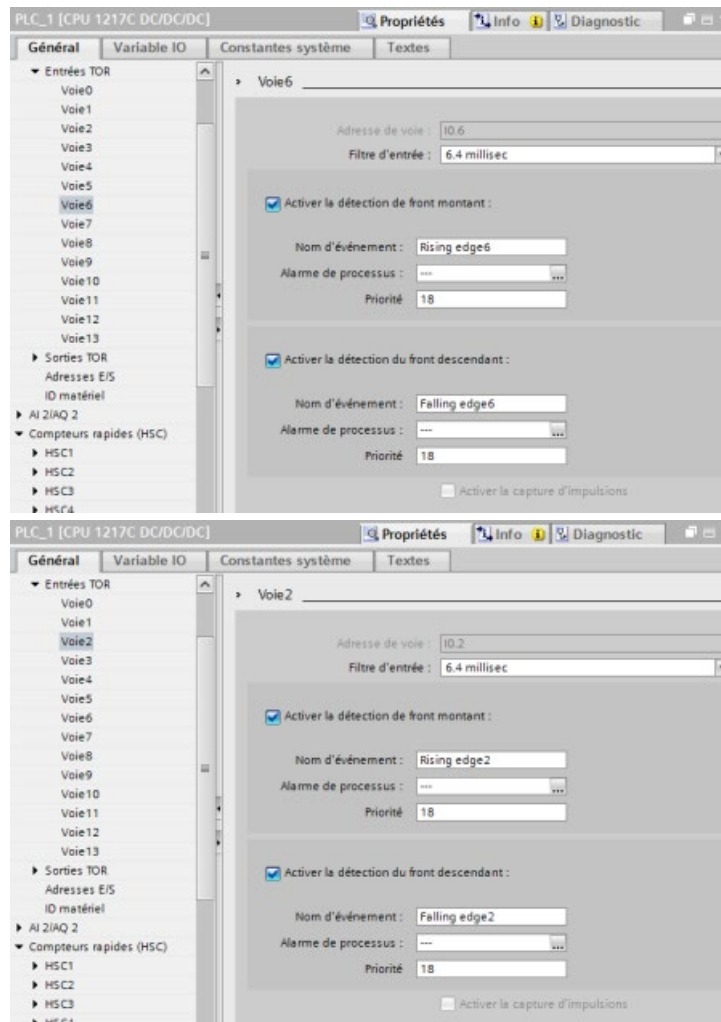 PLC_1 [CPU 1217C DC/DC/DC]
Propriétés
Info
Diagnostic
Général
Variable IO
Constantes système
Textes
Entrées TOR
Voie0
Voie1
Voie2
Voie3
Voie4
Voie5
Voie6
Voie7
Voie8
Voie9
Voie10
Voie11
Voie12
Voie13
Sorties TOR
Adresses E/S
ID matériel
AI 2/AQ 2
Compteurs rapides (HSC)
HSC1
HSC2
HSC3
HSC4
Voie6
Adresse de voie : I0.6
Filtre d'entrée : 6.4 millisec
Activer la détection de front montant :
Nom d'événement : Rising edge6
Alarme de processus : ---
...
Priorité 18
Activer la détection du front descendant :
Nom d'événement : Falling edge6
Alarme de processus : ---
...
Priorité 18
Activer la capture d'impulsions
PLC_1 [CPU 1217C DC/DC/DC]
Propriétés
Info
Diagnostic
Général
Variable IO
Constantes système
Textes
Entrées TOR
Voie0
Voie1
Voie2
Voie3
Voie4
Voie5
Voie6
Voie7
Voie8
Voie9
Voie10
Voie11
Voie12
Voie13
Sorties TOR
Adresses E/S
ID matériel
AI 2/AQ 2
Compteurs rapides (HSC)
HSC1
HSC2
HSC3
Voie2
Adresse de voie : I0.2
Filtre d'entrée : 6.4 millisec
Activer la détection de front montant :
Nom d'événement : Rising edge2
Alarme de processus : ---
...
Priorité 18
Activer la détection du front descendant :
Nom d'événement : Falling edge2
Alarme de processus : ---
...
Priorité 18
Activer la capture d'impulsions